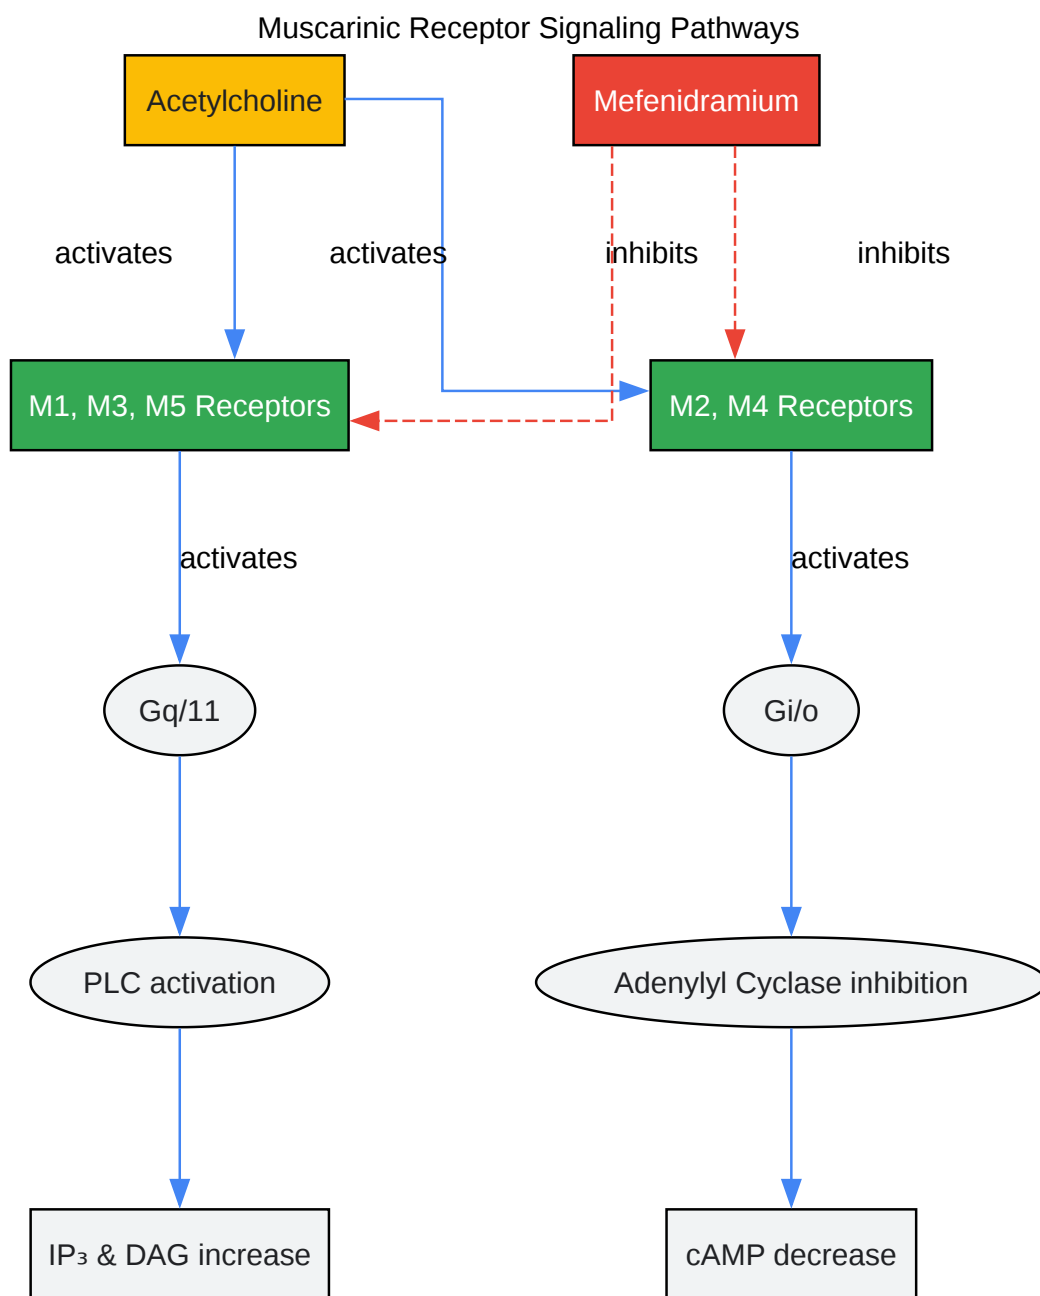 Muscarinic Receptor Signaling Pathways
Acetylcholine
Mefenidramium
activates
activates
inhibits
inhibits
M1, M3, M5 Receptors
M2, M4 Receptors
activates
activates
Gq/11
Gi/o
PLC activation
Adenylyl Cyclase inhibition
IP₃ & DAG increase
cAMP decrease